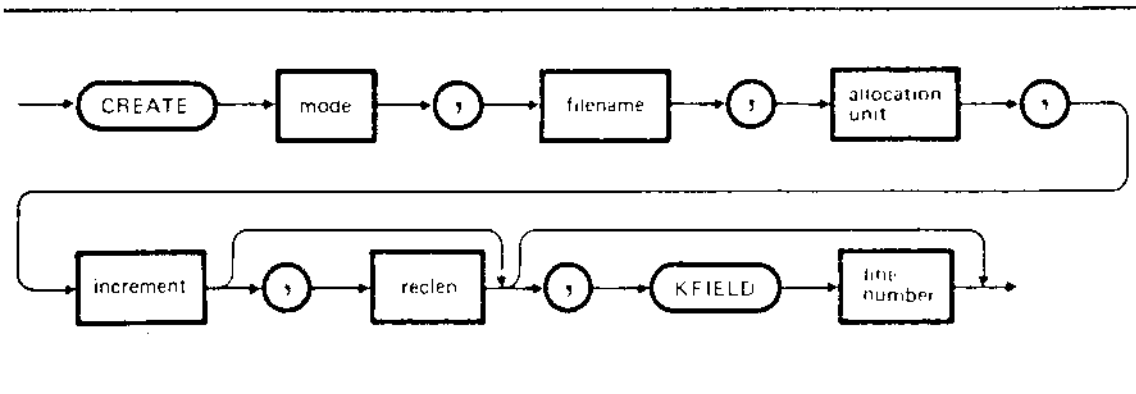 CREATE mode , filename , allocation unit ,
increment , reclen , KFIELD line number